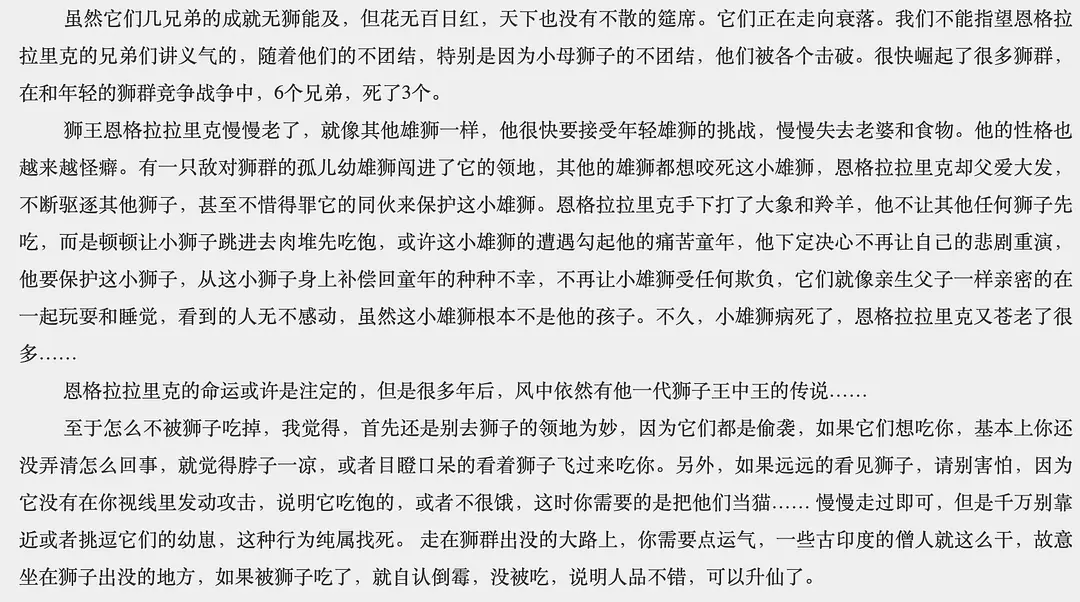 虽然它们几兄弟的成就无狮能及，但花无百日红，天下也没有不散的筵席。它们正在走向衰落。我们不能指望恩格拉
拉里克的兄弟们讲义气的，随着他们的不团结，特别是因为小母狮子的不团结，他们被各个击破。很快崛起了很多狮群，
在和年轻的狮群竞争战争中，6个兄弟，死了3个。
狮王恩格拉拉里克慢慢老了，就像其他雄狮一样，他很快要接受年轻雄狮的挑战，慢慢失去老婆和食物。他的性格也
越来越怪癖。有一只敌对狮群的孤儿幼雄狮闯进了它的领地，其他的雄狮都想咬死这小雄狮，恩格拉拉里克却父爱大发，
不断驱逐其他狮子，甚至不惜得罪它的同伙来保护这小雄狮。恩格拉拉里克手下打了大象和羚羊，他不让其他任何狮子先
吃，而是顿顿让小狮子跳进去肉堆先吃饱，或许这小雄狮的遭遇勾起他的痛苦童年，他下定决心不再让自己的悲剧重演，
他要保护这小狮子，从这小狮子身上补偿回童年的种种不幸，不再让小雄狮受任何欺负，它们就像亲生父子一样亲密的在
一起玩耍和睡觉，看到的人无不感动，虽然这小雄狮根本不是他的孩子。不久，小雄狮病死了，恩格拉拉里克又苍老了很
多……
恩格拉拉里克的命运或许是注定的，但是很多年后，风中依然有他一代狮子王中王的传说……
至于怎么不被狮子吃掉，我觉得，首先还是别去狮子的领地为妙，因为它们都是偷袭，如果它们想吃你，基本上你还
没弄清怎么回事，就觉得脖子一凉，或者目瞪口呆的看着狮子飞过来吃你。另外，如果远远的看见狮子，请别害怕，因为
它没有在你视线里发动攻击，说明它吃饱的，或者不很饿，这时你需要的是把他们当猫…… 慢慢走过即可，但是千万别靠
近或者挑逗它们的幼崽，这种行为纯属找死。 走在狮群出没的大路上，你需要点运气，一些古印度的僧人就这么干，故意
坐在狮子出没的地方，如果被狮子吃了，就自认倒霉，没被吃，说明人品不错，可以升仙了。